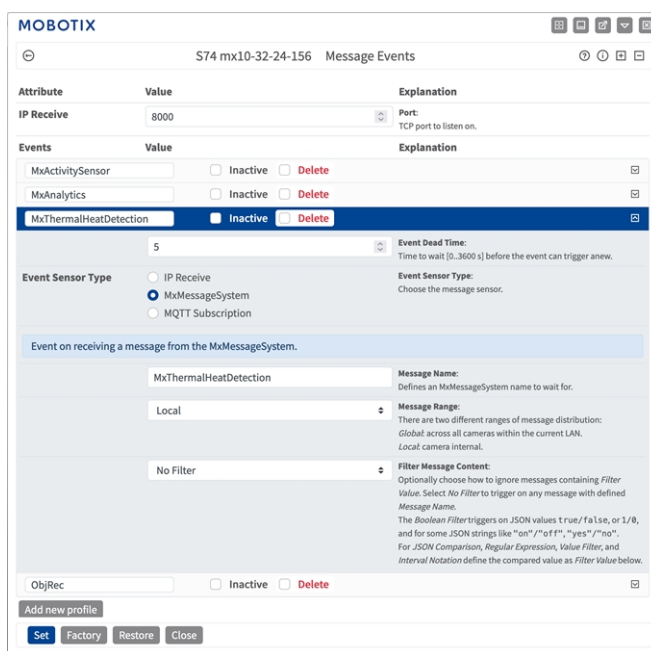 MOBOTIX
S74 mx10-32-24-156 Message Events
Attribute Value Explanation
IP Receive 8000 Port:
TCP port to listen on.
Events Value Explanation
MxActivitySensor Inactive Delete
MxAnalytics Inactive Delete
MxThermalHeatDetection Inactive Delete
5 Event Dead Time:
Time to wait [0..3600 s] before the event can trigger anew.
Event Sensor Type IP Receive Event Sensor Type:
MxMessageSystem Choose the message sensor.
MQTT Subscription
Event on receiving a message from the MxMessageSystem.
MxThermalHeatDetection Message Name:
Defines an MxMessageSystem name to wait for.
Local Message Range:
There are two different ranges of message distribution:
Global: across all cameras within the current LAN.
Local: camera internal.
No Filter Filter Message Content:
Optionally choose how to ignore messages containing Filter
Value. Select No Filter to trigger on any message with defined
Message Name.
The Boolean Filter triggers on JSON values true/false, or 1/0,
and for some JSON strings like "on"/"off", "yes"/"no".
For JSON Comparison, Regular Expression, Value Filter, and
Interval Notation define the compared value as Filter Value below.
ObjRec Inactive Delete
Add new profile
Set Factory Restore Close